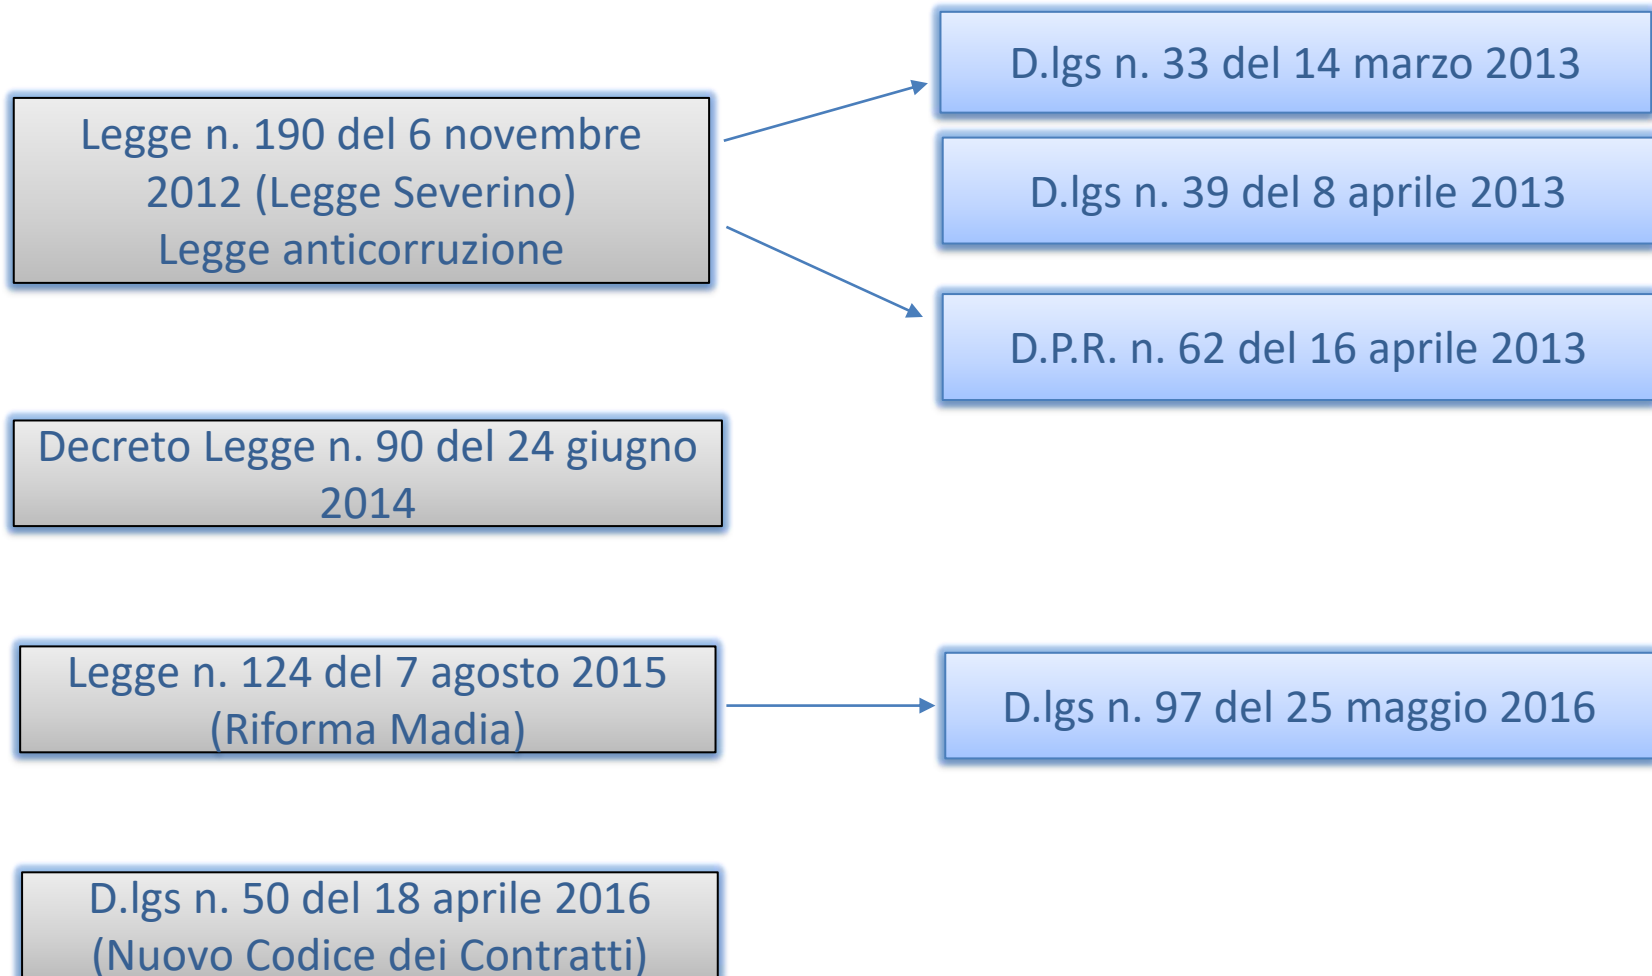 Legge n. 190 del 6 novembre
2012 (Legge Severino)
Legge anticorruzione
D.lgs n. 33 del 14 marzo 2013
D.lgs n. 39 del 8 aprile 2013
D.P.R. n. 62 del 16 aprile 2013
Decreto Legge n. 90 del 24 giugno
2014
Legge n. 124 del 7 agosto 2015
(Riforma Madia)
D.lgs n. 97 del 25 maggio 2016
D.lgs n. 50 del 18 aprile 2016
(Nuovo Codice dei Contratti)